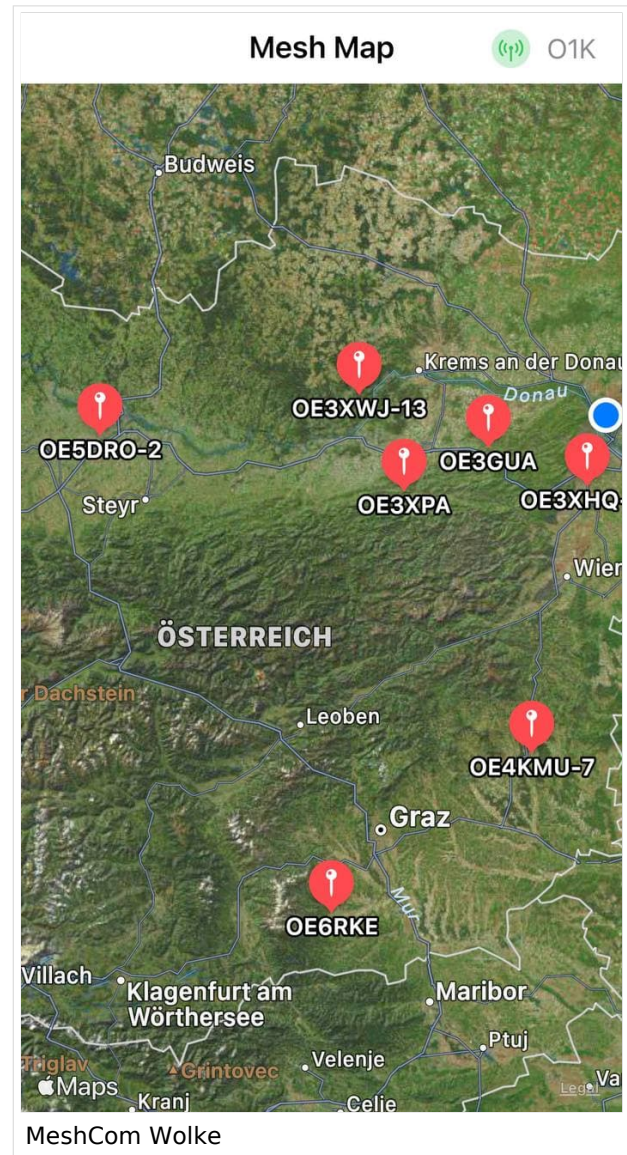 Mesh Map
O1K
Budweis
Krems an der Donau
Donau
OE3XWJ-13
OE5DRO-2
OE3GUA
OE3XPA
OE3XHQ-
Steyr
Wien
ÖSTERREICH
r Dachstein
Leoben
OE4KMU-7
Graz
OE6RKE
Mur
Villach
Klagenfurt am
Wörthersee
Maribor
Ptuj
Triglav
Grintovec
Velenje
Maps
Legal
Va
Kranj
Celje
MeshCom Wolke